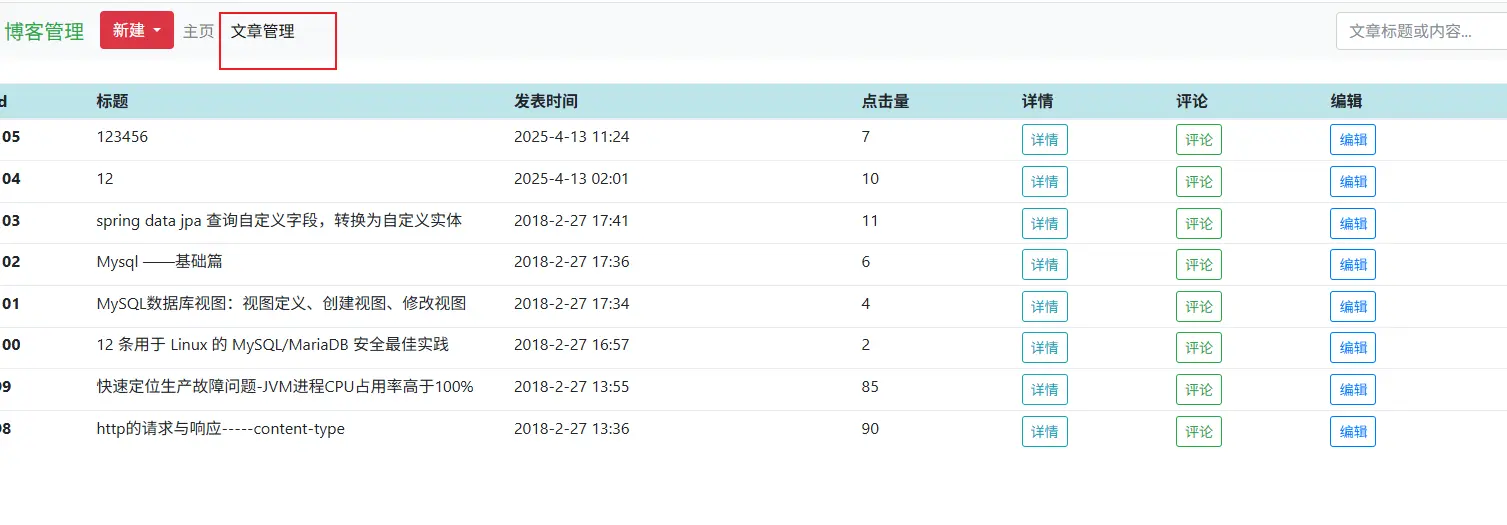 博客管理 新建 主页 文章管理 文章标题或内容...
d 标题 发表时间 点击量 详情 评论 编辑
05 123456 2025-4-13 11:24 7 详情 评论 编辑
04 12 2025-4-13 02:01 10 详情 评论 编辑
03 spring data jpa 查询自定义字段，转换为自定义实体 2018-2-27 17:41 11 详情 评论 编辑
02 Mysql ——基础篇 2018-2-27 17:36 6 详情 评论 编辑
01 MySQL数据库视图：视图定义、创建视图、修改视图 2018-2-27 17:34 4 详情 评论 编辑
00 12 条用于 Linux 的 MySQL/MariaDB 安全最佳实践 2018-2-27 16:57 2 详情 评论 编辑
9 快速定位生产故障问题-JVM进程CPU占用率高于100% 2018-2-27 13:55 85 详情 评论 编辑
8 http的请求与响应-----content-type 2018-2-27 13:36 90 详情 评论 编辑